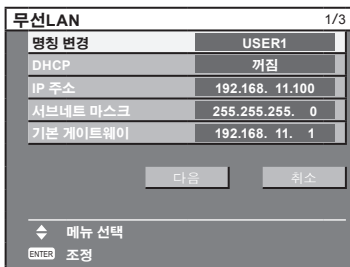 무선LAN 1/3
명칭 변경 USER1
DHCP 꺼짐
IP 주소 192.168. 11.100
서브네트 마스크 255.255.255. 0
기본 게이트웨이 192.168. 11. 1
다음 취소
메뉴 선택
ENTER 조정